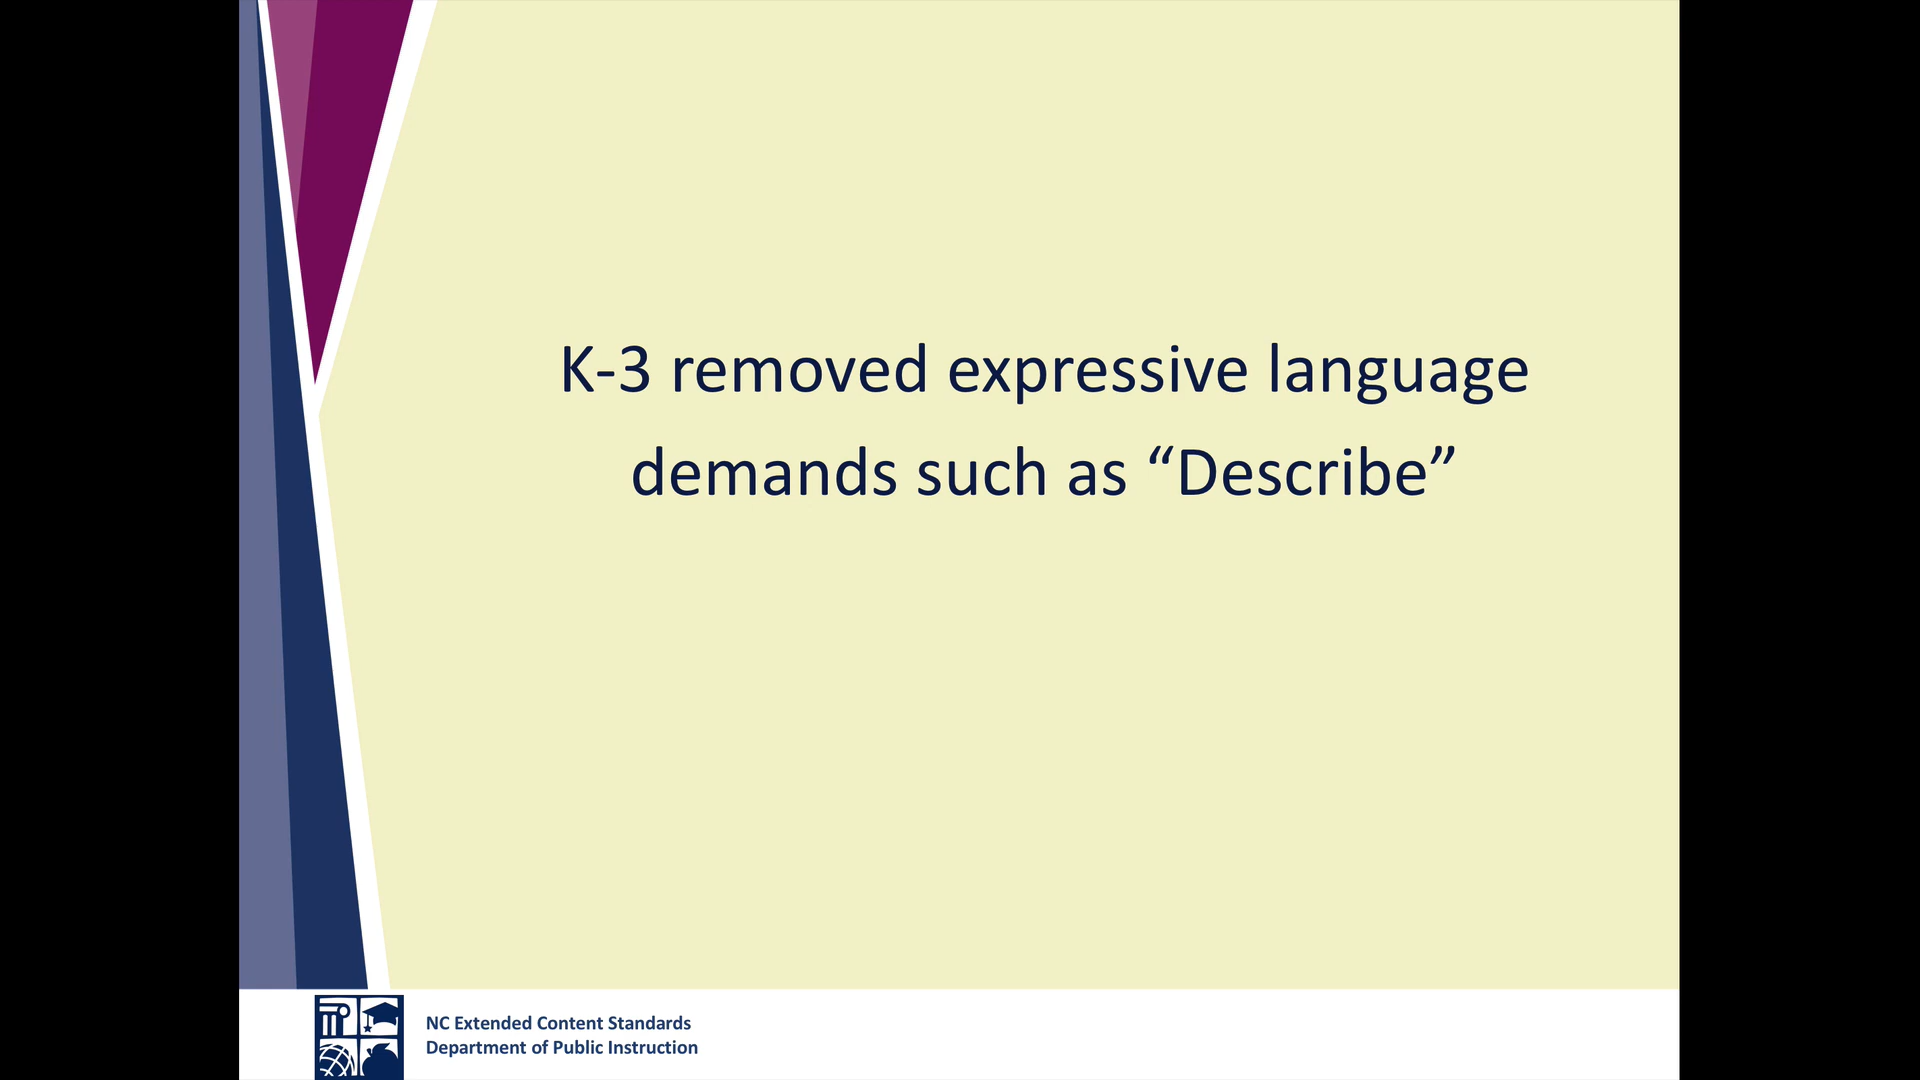 K-3 removed expressive language
demands such as “Describe”
NC Extended Content Standards
Department of Public Instruction